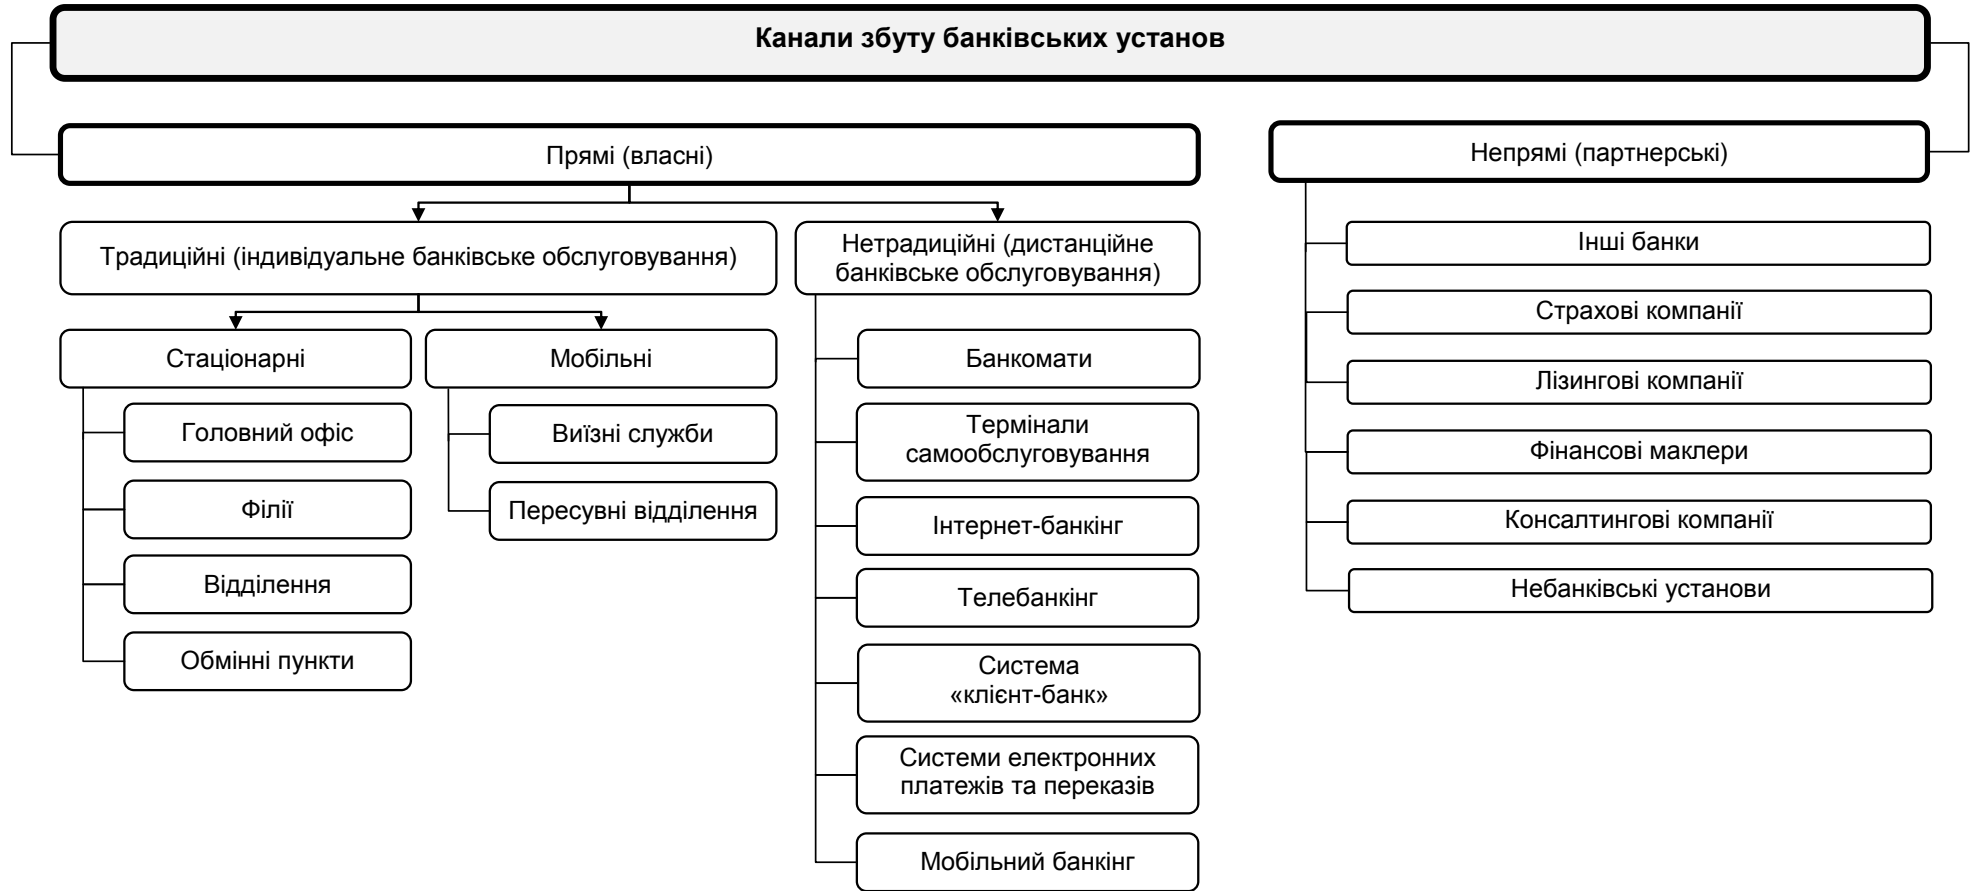 Канали збуту банківських установ
Прямі (власні)
Непрямі (партнерські)
Традиційні (індивідуальне банківське обслуговування)
Нетрадиційні (дистанційне
банківське обслуговування)
Стаціонарні
Головний офіс
Філії
Відділення
Обмінні пункти
Мобільні
Виїзні служби
Пересувні відділення
Банкомати
Термінали
самообслуговування
Інтернет-банкінг
Телебанкінг
Система
«клієнт-банк»
Системи електронних
платежів та переказів
Мобільний банкінг
Інші банки
Страхові компанії
Лізингові компанії
Фінансові маклери
Консалтингові компанії
Небанківські установи